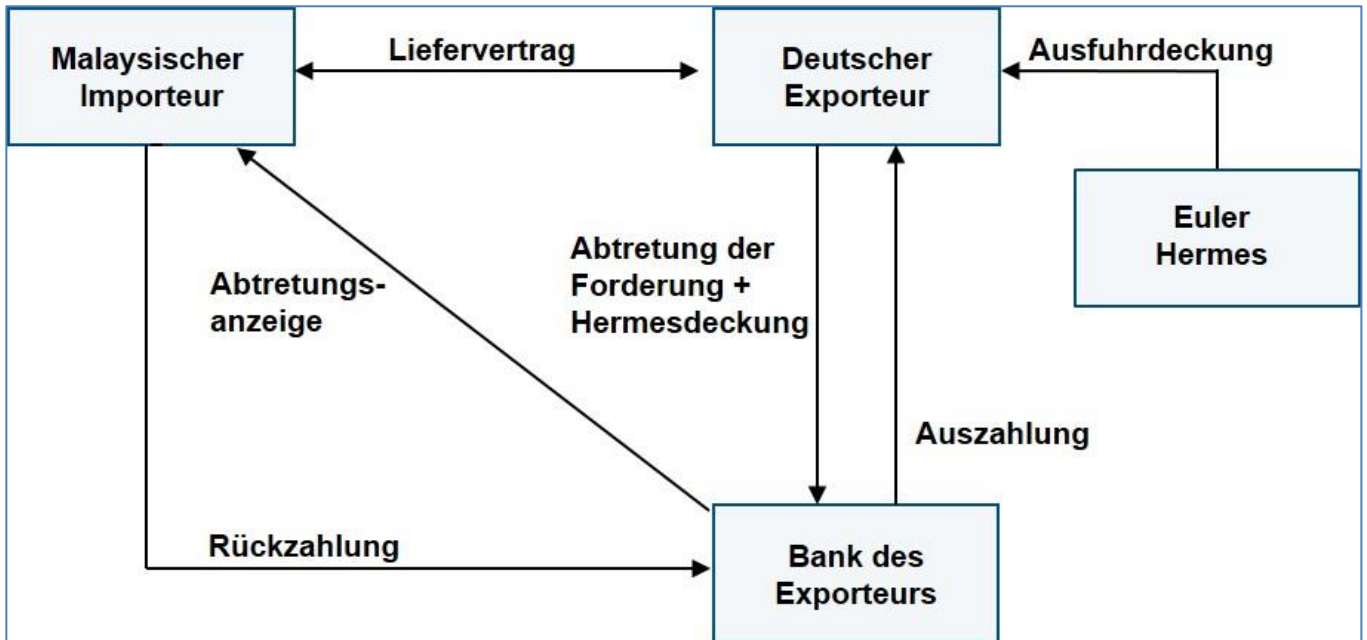 Malaysischer
Importeur
Liefervertrag
Deutscher
Exporteur
Ausfuhrdeckung
Euler
Hermes
Abtretungs-
anzeige
Abtretung der
Forderung +
Hermesdeckung
Auszahlung
Rückzahlung
Bank des
Exporteurs